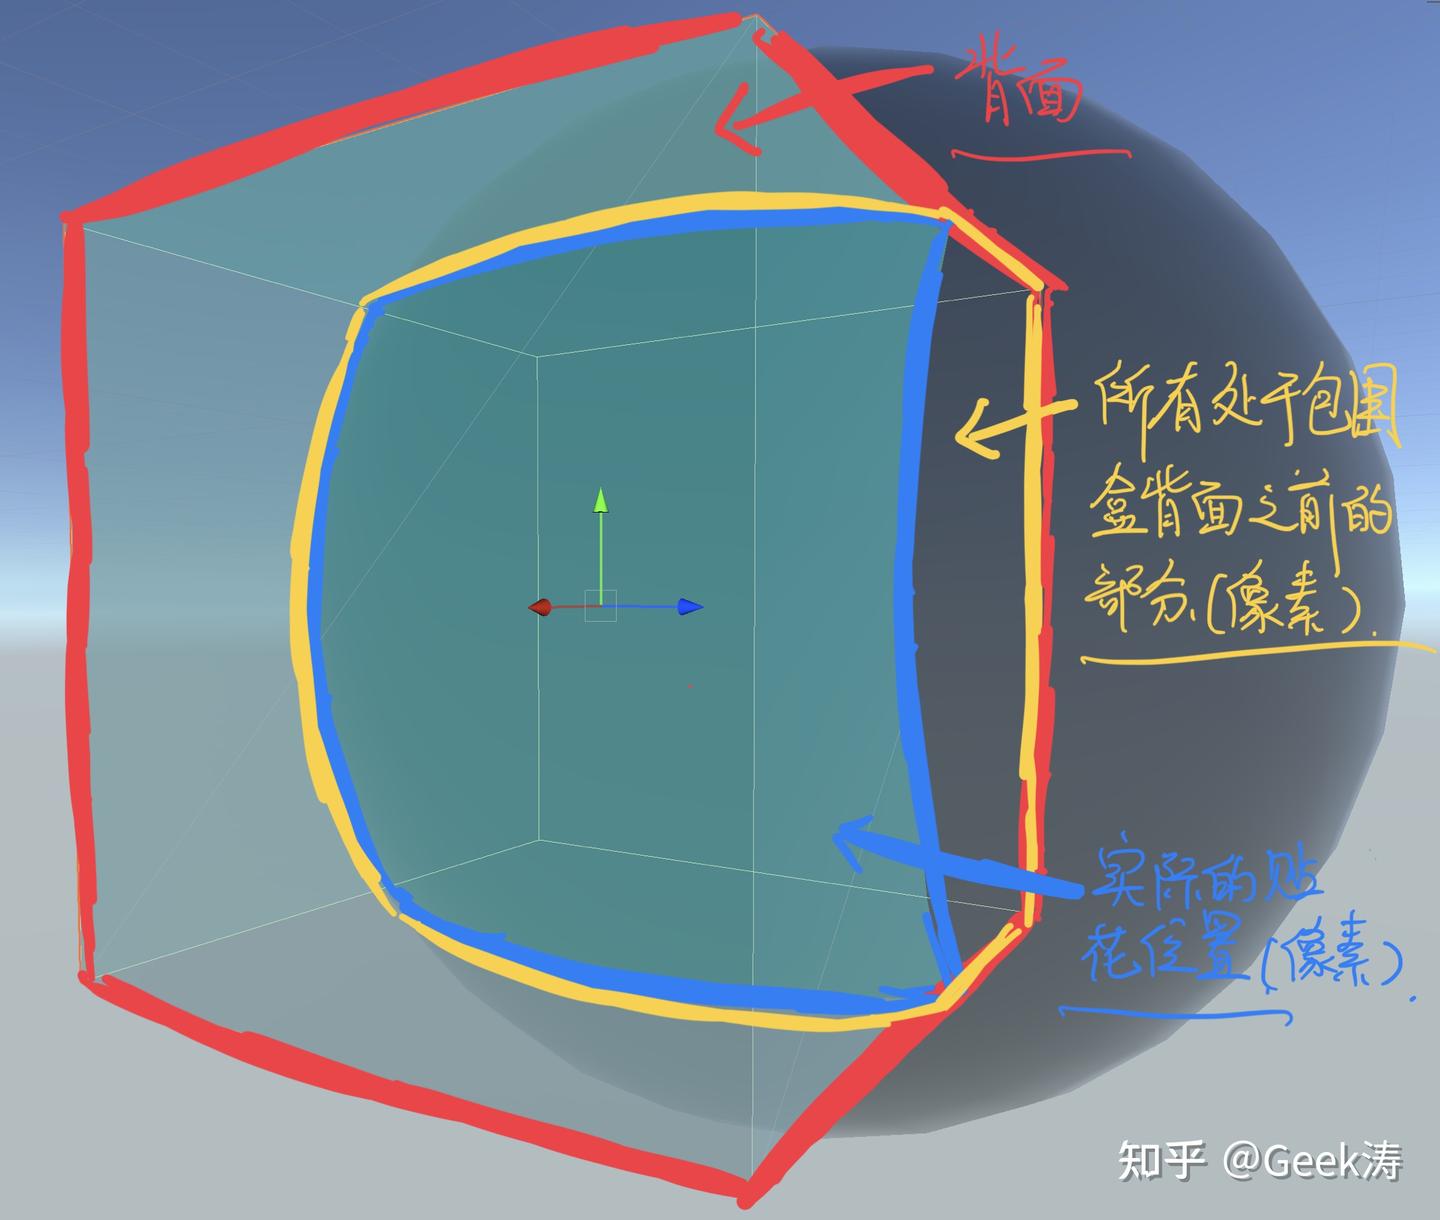 背面
所有处于包围
盒背面之前的
部分(像素).
实际的贴
花位置(像素).
知乎 @Geek涛